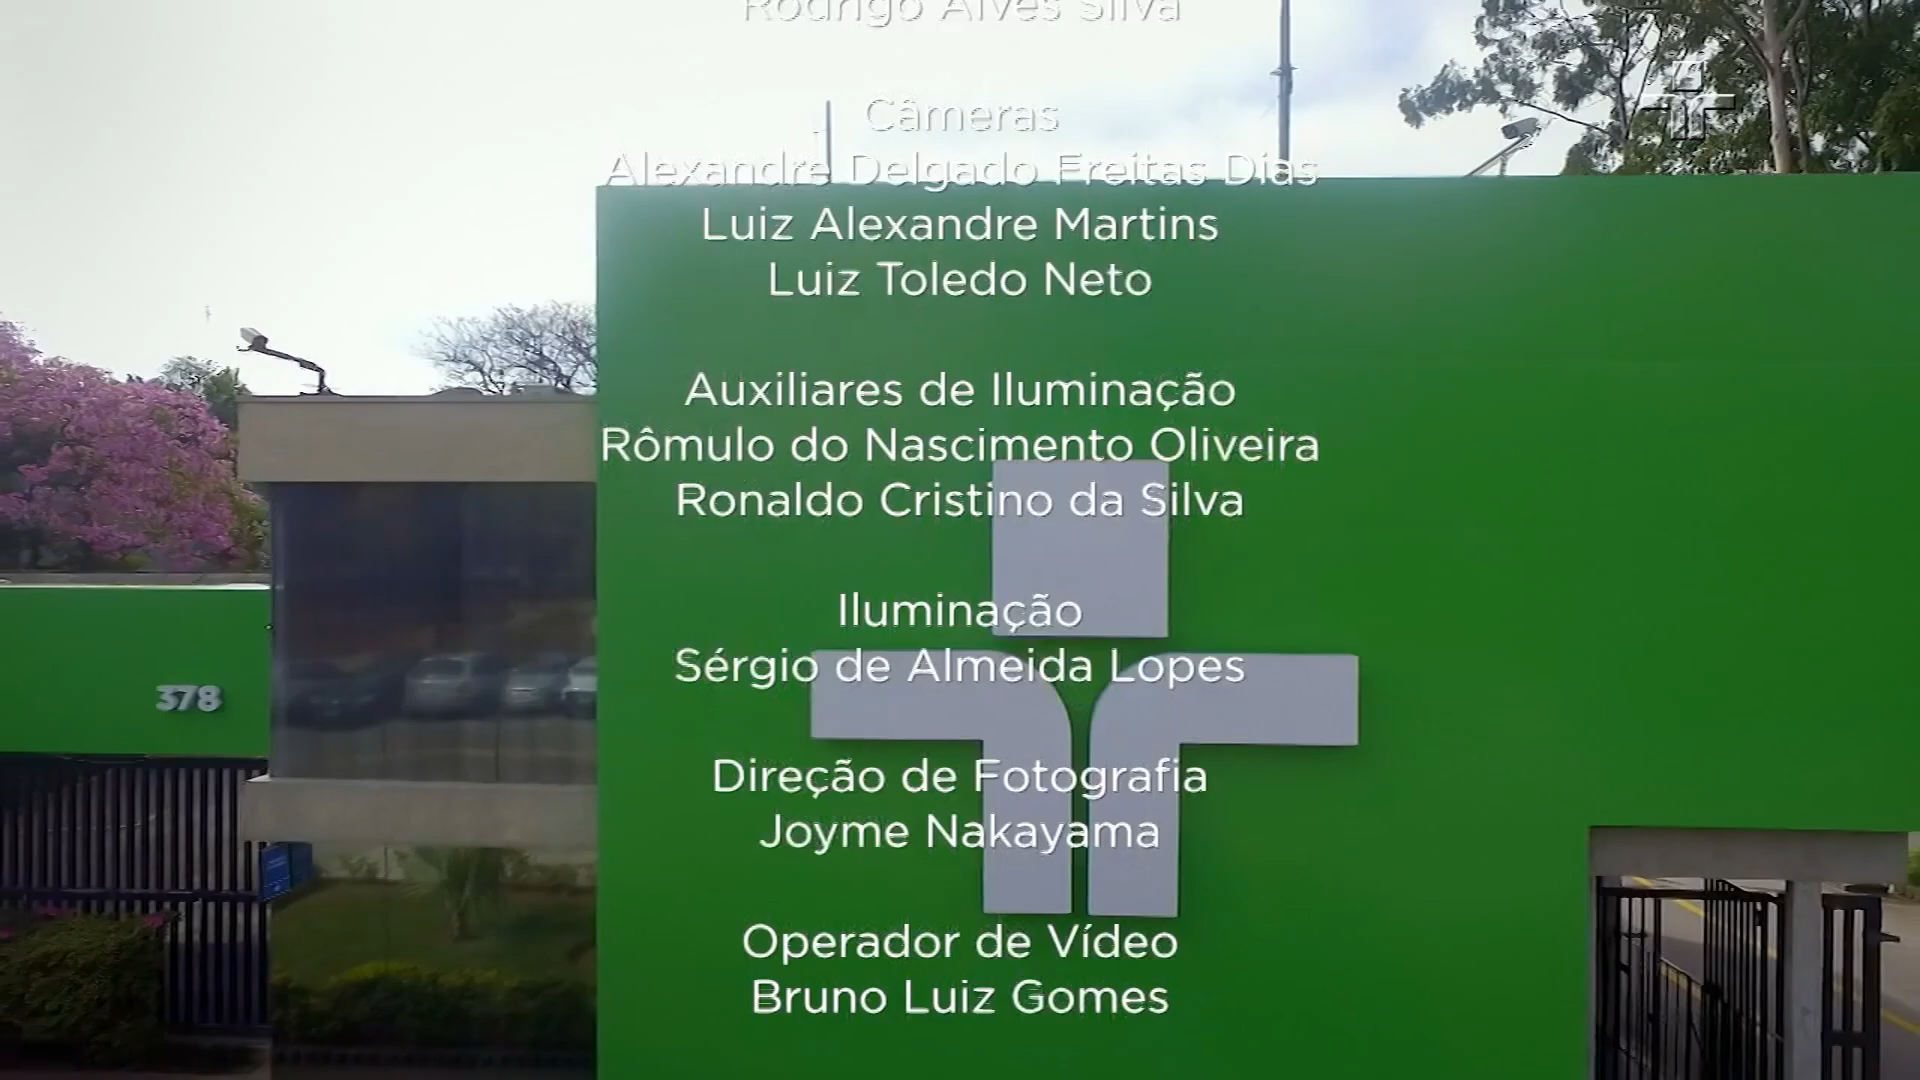 Rodrigo Alves Silva
Câmeras
Alexandre Delgado Freitas Dias
Luiz Alexandre Martins
Luiz Toledo Neto
Auxiliares de Iluminação
Rômulo do Nascimento Oliveira
Ronaldo Cristino da Silva
Iluminação
Sérgio de Almeida Lopes
378
Direção de Fotografia
Joyme Nakayama
Operador de Vídeo
Bruno Luiz Gomes